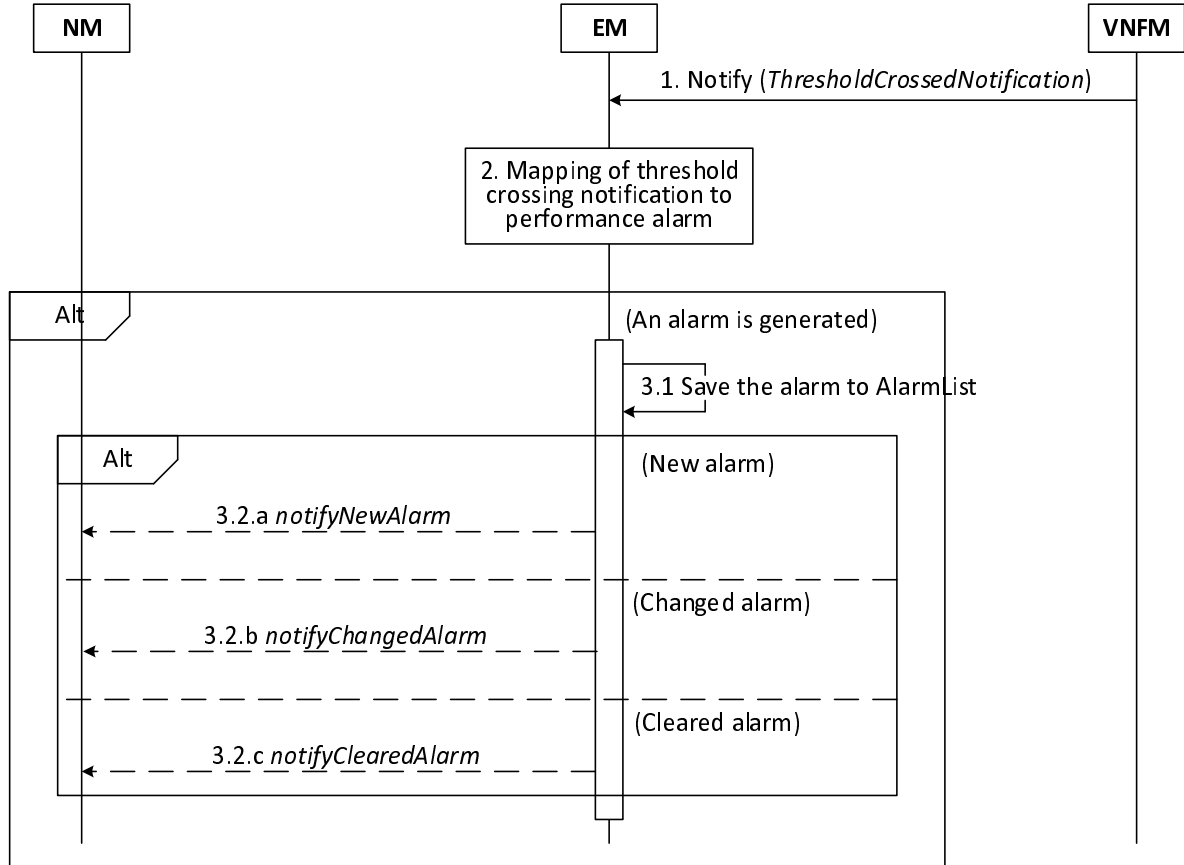 NM
EM
VNFM
1. Notify (ThresholdCrossedNotification)
2. Mapping of threshold
crossing notification to
performance alarm
Alt
(An alarm is generated)
3.1 Save the alarm to AlarmList
Alt
(New alarm)
3.2.a notifyNewAlarm
(Changed alarm)
3.2.b notifyChangedAlarm
(Cleared alarm)
3.2.c notifyClearedAlarm